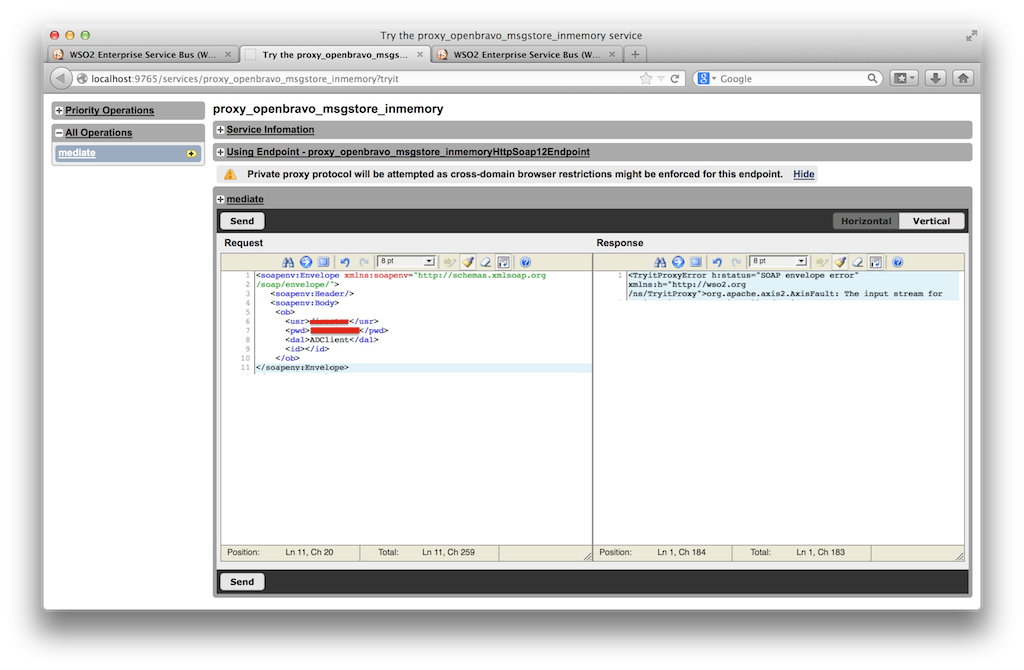 Try the proxy_openbravo_msgstore_inmemory service
WSO2 Enterprise Service Bus (W...
Try the proxy_openbravo_msgs...
WSO2 Enterprise Service Bus (W...
localhost:9765/services/proxy_openbravo_msgstore_inmemory?tryit
Google
Priority Operations
All Operations
mediate
proxy_openbravo_msgstore_inmemory
Service Infomation
Using Endpoint - proxy_openbravo_msgstore_inmemoryHttpSoap12Endpoint
Private proxy protocol will be attempted as cross-domain browser restrictions might be enforced for this endpoint. Hide
mediate
Send
Horizontal Vertical
Request
8 pt
1 <soapenv:Envelope xmlns:soapenv="http://schemas.xmlsoap.org
2 /soap/envelope/">
3 <soapenv:Header/>
4 <soapenv:Body>
5 <ob>
6 <usr></usr>
7 <pwd></pwd>
8 <dal>ADClient</dal>
9 <id></id>
10 </ob>
11 </soapenv:Envelope>
Position: Ln 11, Ch 20 Total: Ln 11, Ch 259
Response
8 pt
1 <TryitProxyError h:status="SOAP envelope error"
xmlns:h="http://wso2.org
/ns/TryitProxy">org.apache.axis2.AxisFault: The input stream for
Position: Ln 1, Ch 184 Total: Ln 1, Ch 183
Send